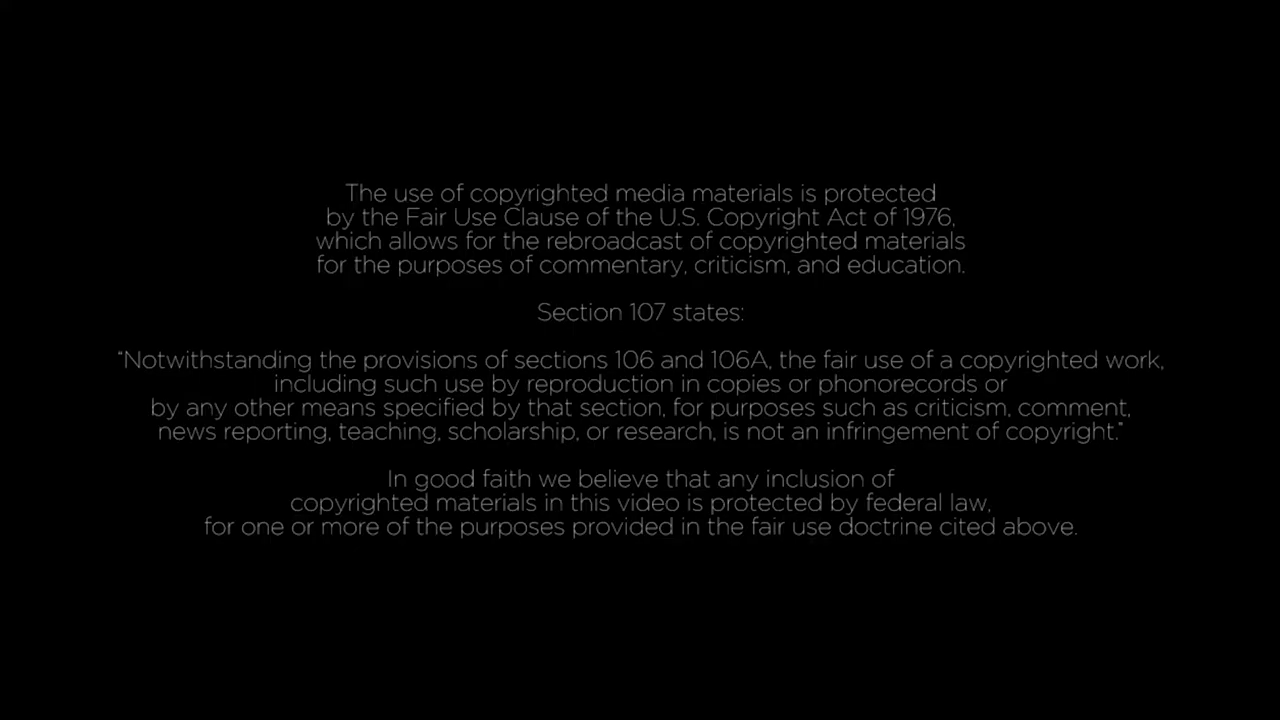 The use of copyrighted media materials is protected
by the Fair Use Clause of the U.S. Copyright Act of 1976,
which allows for the rebroadcast of copyrighted materials
for the purposes of commentary, criticism, and education.
Section 107 states:
“Notwithstanding the provisions of sections 106 and 106A, the fair use of a copyrighted work,
including such use by reproduction in copies or phonorecords or
by any other means specified by that section, for purposes such as criticism, comment,
news reporting, teaching, scholarship, or research, is not an infringement of copyright.”
In good faith we believe that any inclusion of
copyrighted materials in this video is protected by federal law,
for one or more of the purposes provided in the fair use doctrine cited above.